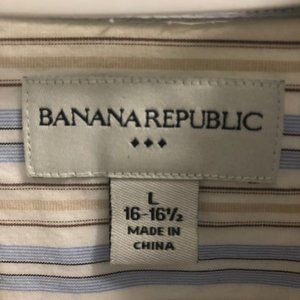 BANANA REPUBLIC
L
16-16½
MADE IN
CHINA